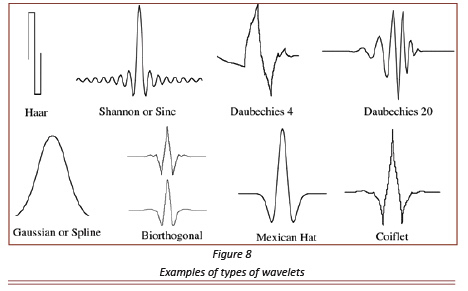 Haar
Shannon or Sinc
Daubechies 4
Daubechies 20
Gaussian or Spline
Biorthogonal
Mexican Hat
Coiflet
Figure 8
Examples of types of wavelets